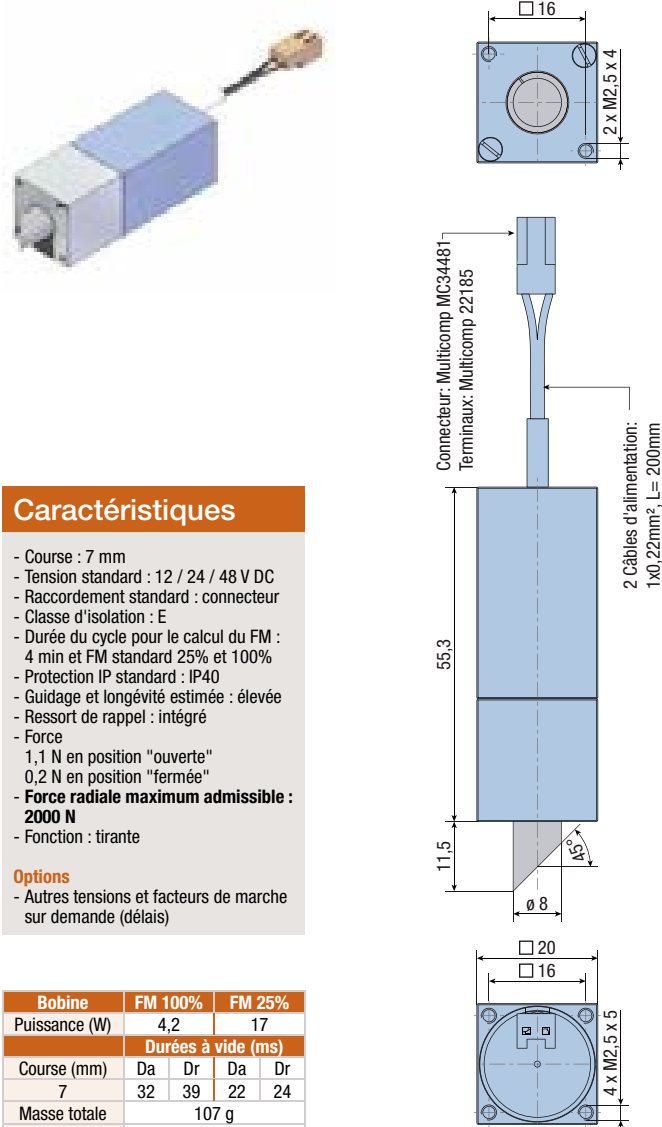 □ 16
2 x M2,5 x 4
Connecteur: Multicomp MC34481
Terminaux: Multicomp 22185
2 Câbles d'alimentation:
1x0,22mm², L= 200mm
55,3
11,5
45°
ø 8
□ 20
□ 16
4 x M2,5 x 5
Caractéristiques
- Course : 7 mm
- Tension standard : 12 / 24 / 48 V DC
- Raccordement standard : connecteur
- Classe d'isolation : E
- Durée du cycle pour le calcul du FM :
4 min et FM standard 25% et 100%
- Protection IP standard : IP40
- Guidage et longévité estimée : élevée
- Ressort de rappel : intégré
- Force
1,1 N en position "ouverte"
0,2 N en position "fermée"
- Force radiale maximum admissible :
2000 N
- Fonction : tirante
Options
- Autres tensions et facteurs de marche
sur demande (délais)
Bobine FM 100% FM 25%
Puissance (W) 4,2 17
Durées à vide (ms)
Course (mm) Da Dr Da Dr
7 32 39 22 24
Masse totale 107 g